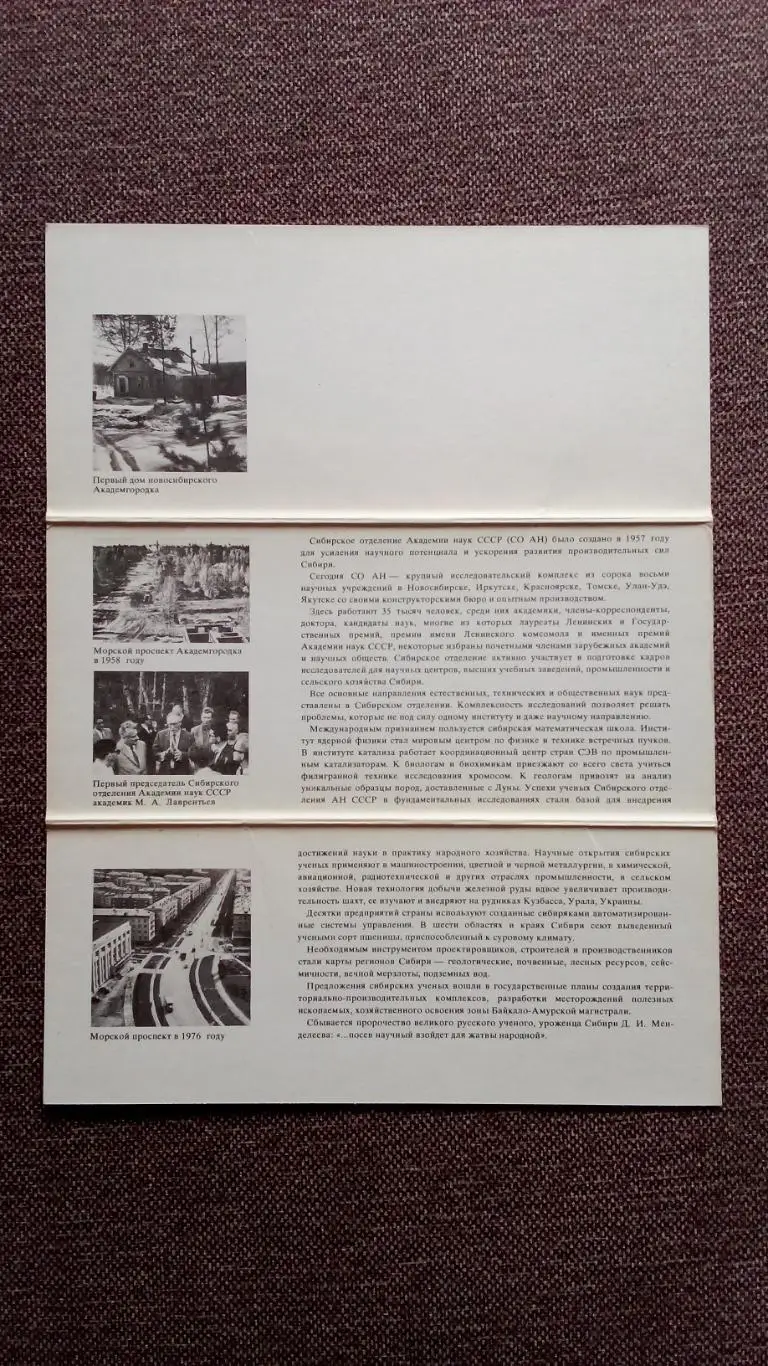 Первый дом новосибирского
Академгородка
Морской проспект Академгородка
в 1958 году
Первый председатель Сибирского
отделения Академии наук СССР
академик М. А. Лаврентьев
Сибирское отделение Академии наук СССР (СО АН) было создано в 1957 году
для усиления научного потенциала и ускорения развития производительных сил
Сибири.
Сегодня СО АН — крупный исследовательский комплекс из сорока восьми
научных учреждений в Новосибирске, Иркутске, Красноярске, Томске, Улан-Удэ,
Якутске со своими конструкторскими бюро и опытным производством.
Здесь работают 35 тысяч человек, среди них академики, члены-корреспонденты,
доктора, кандидаты наук, многие из которых лауреаты Ленинских и Государ-
ственных премий, премии имени Ленинского комсомола и именных премий
Академии наук СССР, некоторые избраны почетными членами зарубежных академий
и научных обществ. Сибирское отделение активно участвует в подготовке кадров
исследователей для научных центров, высших учебных заведений, промышленности и
сельского хозяйства Сибири.
Все основные направления естественных, технических и общественных наук пред-
ставлены в Сибирском отделении. Комплексность исследований позволяет решать
проблемы, которые не под силу одному институту и даже научному направлению.
Международным признанием пользуется сибирская математическая школа. Инсти-
тут ядерной физики стал мировым центром по физике и технике встречных пучков.
В институте катализа работает координационный центр стран СЭВ по промышлен-
ным катализаторам. К биологам и биохимикам приезжают со всего света учиться
филигранной технике исследования хромосом. К геологам привозят на анализ
уникальные образцы пород, доставленные с Луны. Успехи ученых Сибирского отде-
ления АН СССР в фундаментальных исследованиях стали базой для внедрения
достижений науки в практику народного хозяйства. Научные открытия сибирских
ученых применяют в машиностроении, цветной и черной металлургии, в химической,
авиационной, радиотехнической и других отраслях промышленности, в сельском
хозяйстве. Новая технология добычи железной руды вдвое увеличивает производи-
тельность шахт, ее изучают и внедряют на рудниках Кузбасса, Урала, Украины.
Десятки предприятий страны используют созданные сибиряками автоматизирован-
ные системы управления. В шести областях и краях Сибири сеют выведенный
учеными сорт пшеницы, приспособленный к суровому климату.
Необходимым инструментом проектировщиков, строителей и производственников
стали карты регионов Сибири — геологические, почвенные, лесных ресурсов, сейс-
мичности, вечной мерзлоты, подземных вод.
Предложения сибирских ученых вошли в государственные планы создания терри-
ториально-производительных комплексов, разработки месторождений полезных
ископаемых, хозяйственного освоения зоны Байкало-Амурской магистрали.
Сбывается пророчество великого русского ученого, уроженца Сибири Д. И. Мен-
делеева: «...посев научный взойдет для жатвы народной».
Морской проспект в 1976 году